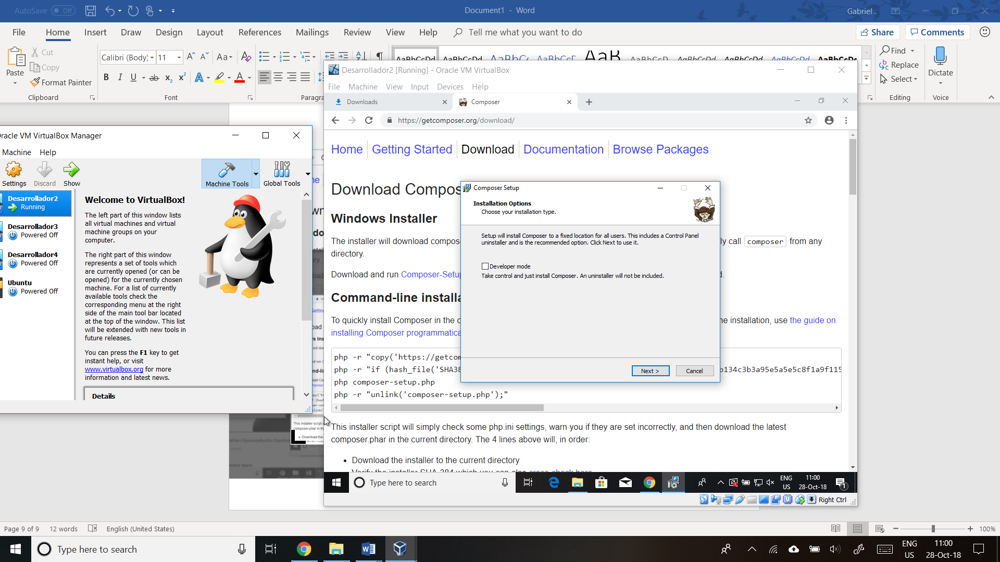 AutoSave Off
Document1 - Word
Gabriel .
File Home Insert Draw Design Layout References Mailings Review View Help Tell me what you want to do
Share Comments
Paste
Cut
Copy
Format Painter
Clipboard
Calibri (Body) 11
Font
AaBbCcDd AaBbCcDd
Find
Replace
Select
Editing
Dictate
Voice
Desarrollador2 [Running] - Oracle VM VirtualBox
File Machine View Input Devices Help
Downloads
Composer
https://getcomposer.org/download/
Home Getting Started Download Documentation Browse Packages
Download Compos
Windows Installer
The installer will download compose
ly call composer from any
directory.
Download and run Composer-Setup
d.
Command-line installa
To quickly install Composer in the c
he installation, use the guide on
installing Composer programmatica
php -r "copy('https://getcom
php -r "if (hash_file('SHA38
b134c3b3a95e5a5e5c8f1a9f115
php composer-setup.php
php -r "unlink('composer-setup.php');"
This installer script will simply check some php.ini settings, warn you if they are set incorrectly, and then download the latest
composer.phar in the current directory. The 4 lines above will, in order:
Download the installer to the current directory
Verify the installer SHA-384 which you can also cross-check here
Composer Setup
Installation Options
Choose your installation type.
Setup will install Composer to a fixed location for all users. This includes a Control Panel
uninstaller and is the recommended option. Click Next to use it.
Developer mode
Take control and just install Composer. An uninstaller will not be included.
Next > Cancel
Type here to search
ENG
US
11:00
28-Oct-18
1
Right Ctrl
racle VM VirtualBox Manager
Machine Help
Settings Discard Show
Machine Tools Global Tools
Desarrollador2
Running
Desarrollador3
Powered Off
Desarrollador4
Powered Off
Ubuntu
Powered Off
Welcome to VirtualBox!
The left part of this window lists
all virtual machines and virtual
machine groups on your
computer.
The right part of this window
represents a set of tools which
are currently opened (or can be
opened) for the currently chosen
machine. For a list of currently
available tools check the
corresponding menu at the right
side of the main tool bar located
at the top of the window. This list
will be extended with new tools in
future releases.
You can press the F1 key to get
instant help, or visit
www.virtualbox.org for more
information and latest news.
Details
Page 9 of 9 12 words English (United States)
100%
Type here to search
ENG
US
11:00
28-Oct-18